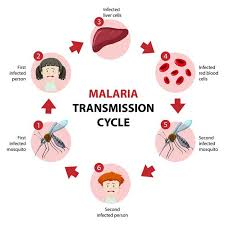 3
Infected
liver cells
2
First
infected person
4
Infected
red blood cells
MALARIA
TRANSMISSION
CYCLE
1
First infected
mosquito
5
Second infected
mosquito
6
Second
infected person